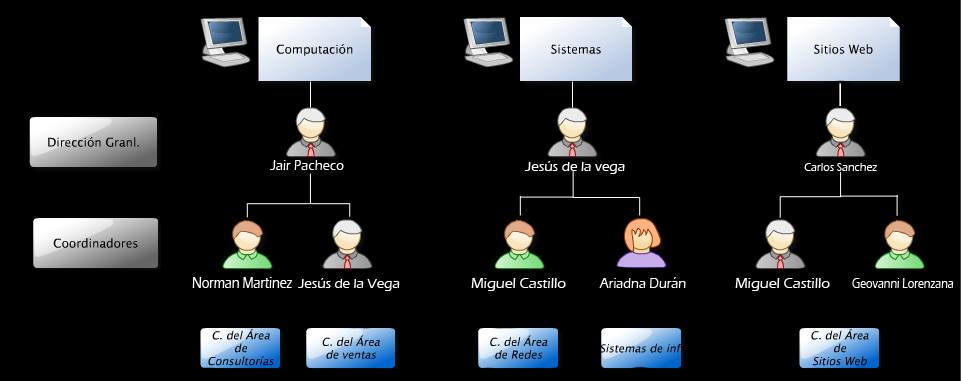 Computación
Sistemas
Sitios Web
Dirección Granl.
Jair Pacheco
Jesús de la vega
Carlos Sanchez
Coordinadores
Norman Martinez
Jesús de la Vega
Miguel Castillo
Ariadna Durán
Miguel Castillo
Geovanni Lorenzana
C. del Área
de
Consultorías
C. del Área
de ventas
C. del Área
de Redes
Sistemas de inf
C. del Área
de
Sitios Web